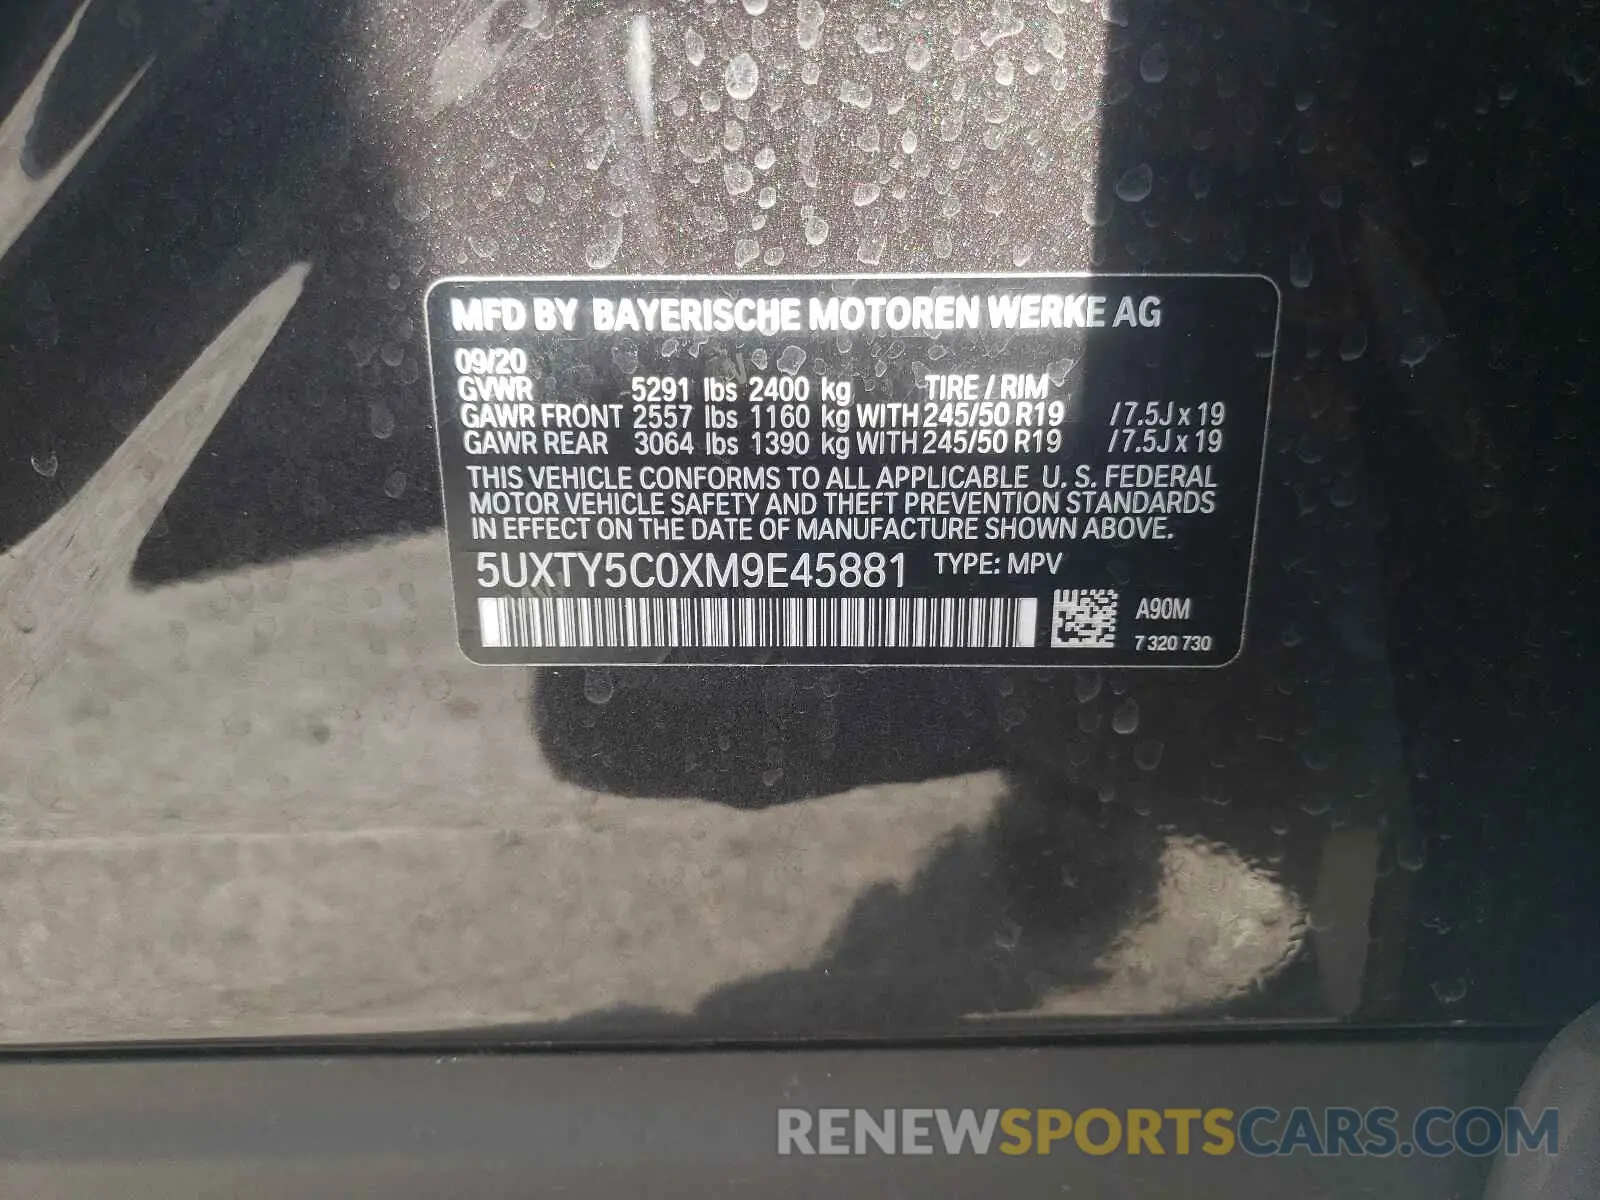 MFD BY BAYERISCHE MOTOREN WERKE AG
09/20
GVWR 5291 lbs 2400 kg TIRE / RIM
GAWR FRONT 2557 lbs 1160 kg WITH 245/50 R19 / 7.5J x 19
GAWR REAR 3064 lbs 1390 kg WITH 245/50 R19 / 7.5J x 19
THIS VEHICLE CONFORMS TO ALL APPLICABLE U. S. FEDERAL
MOTOR VEHICLE SAFETY AND THEFT PREVENTION STANDARDS
IN EFFECT ON THE DATE OF MANUFACTURE SHOWN ABOVE.
5UXTY5C0XM9E45881 TYPE: MPV
A90M
7 320 730
RENEWSPORTSCARS.COM